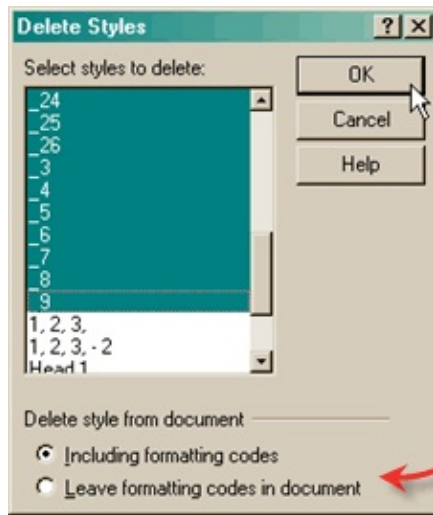 Delete Styles
Select styles to delete:
_24
_25
_26
_3
_4
_5
_6
_7
_8
_9
1, 2, 3,
1, 2, 3, - 2
Head 1
OK
Cancel
Help
Delete style from document
Including formatting codes
Leave formatting codes in document